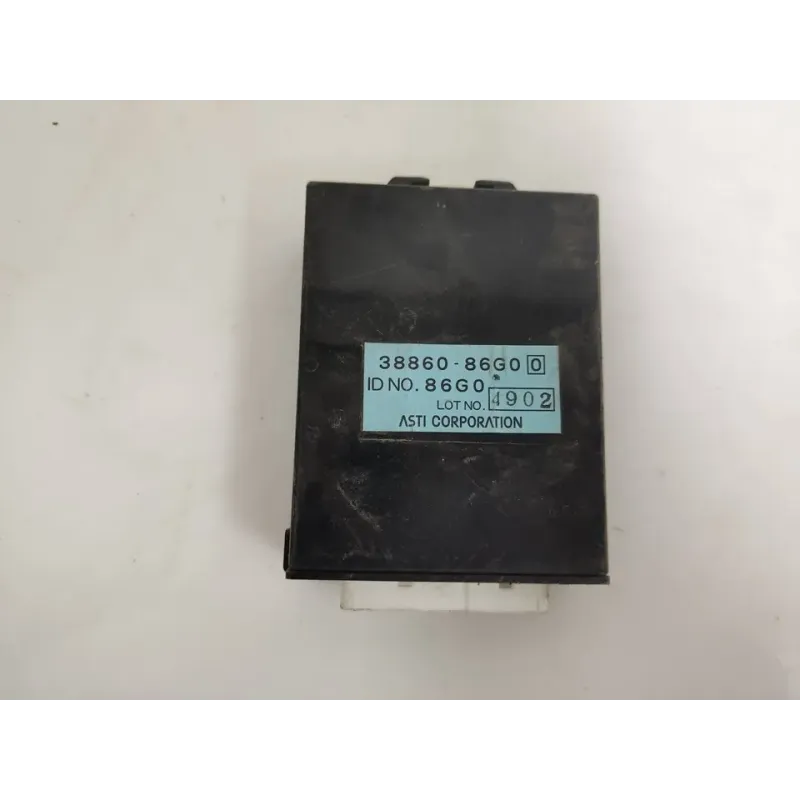 38860-86G0 0
ID NO. 86G0
LOT NO. 4902
ASTI CORPORATION